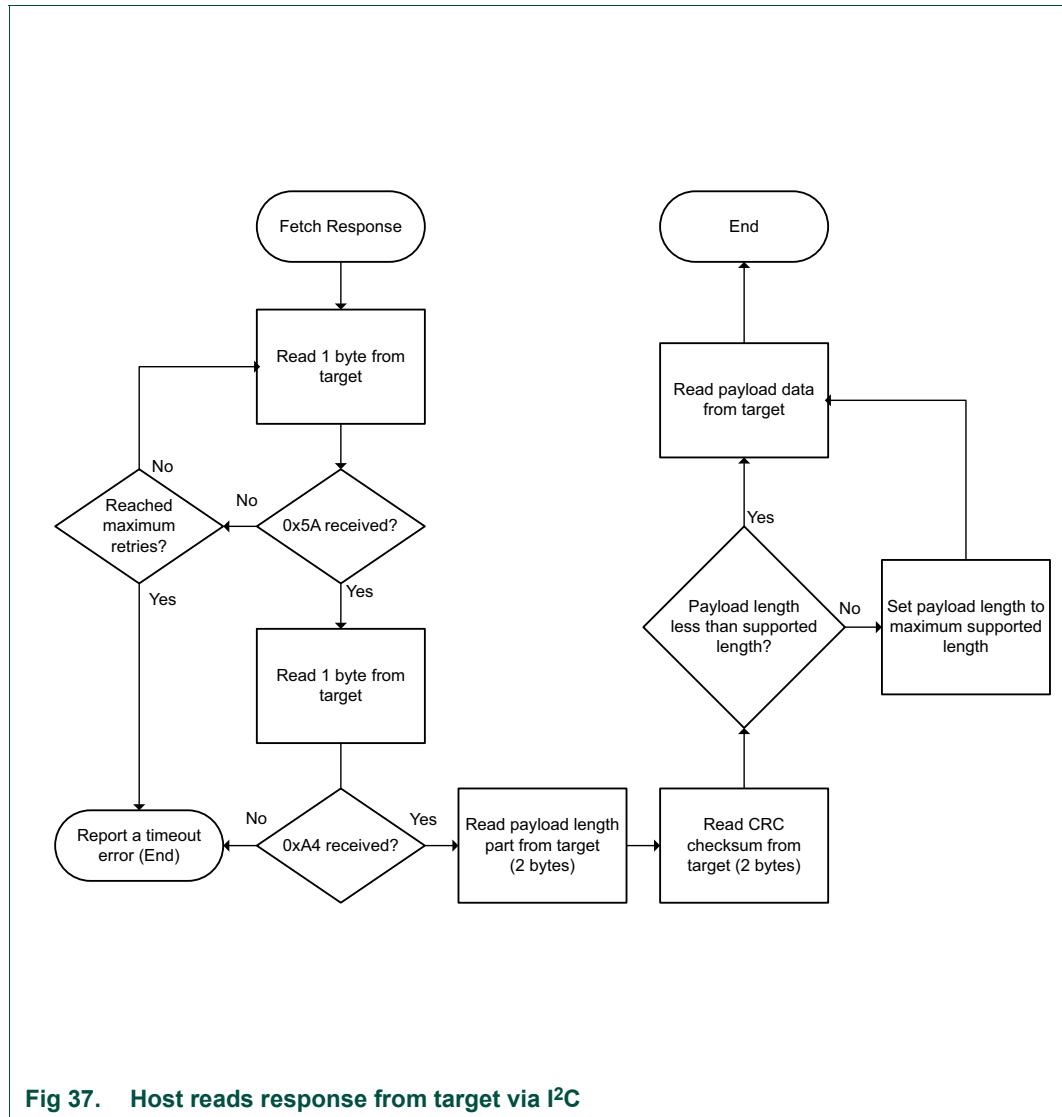 Fetch Response
Read 1 byte from
target
No
Reached
maximum
retries?
No
0x5A received?
Yes
Yes
Read 1 byte from
target
Report a timeout
error (End)
No
0xA4 received?
Yes
Read payload length
part from target
(2 bytes)
Read CRC
checksum from
target (2 bytes)
Payload length
less than supported
length?
No
Set payload length to
maximum supported
length
Yes
Read payload data
from target
End
Fig 37. Host reads response from target via I²C